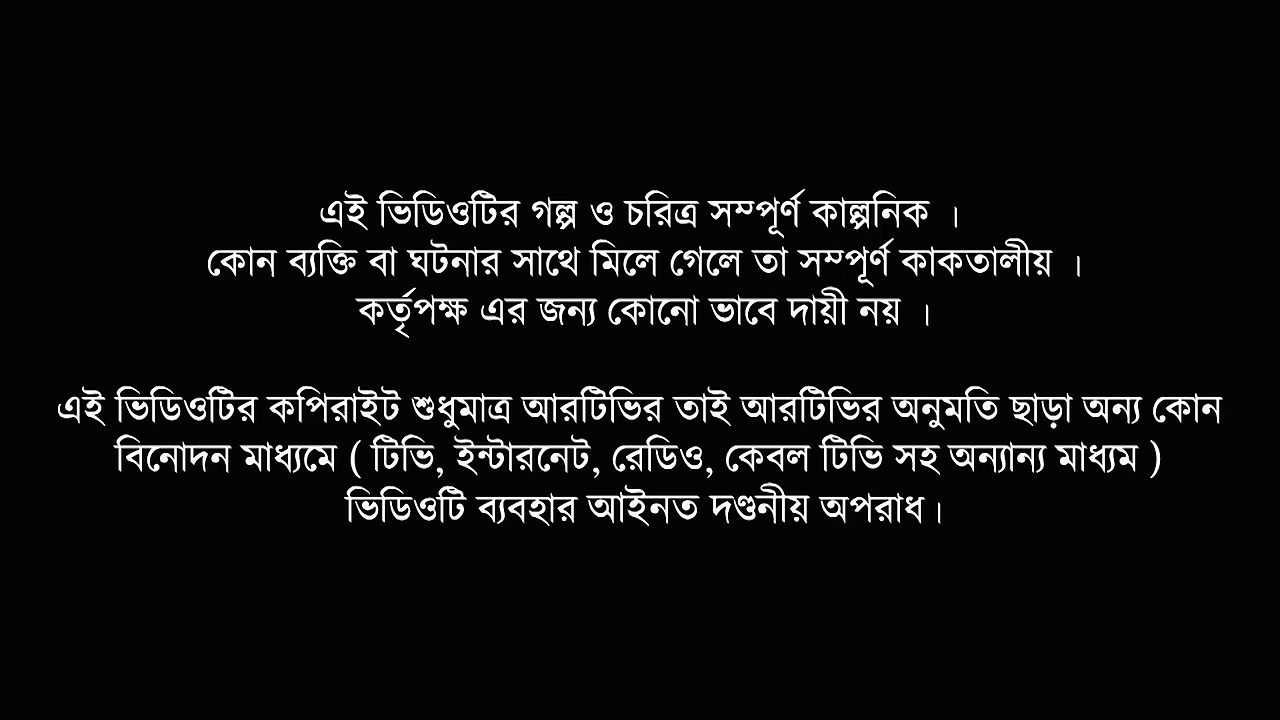 এই ভিডিওটির গল্প ও চরিত্র সম্পূর্ণ কাল্পনিক ।
কোন ব্যক্তি বা ঘটনার সাথে মিলে গেলে তা সম্পূর্ণ কাকতালীয় ।
কর্তৃপক্ষ এর জন্য কোনো ভাবে দায়ী নয় ।
এই ভিডিওটির কপিরাইট শুধুমাত্র আরটিভির তাই আরটিভির অনুমতি ছাড়া অন্য কোন
বিনোদন মাধ্যমে ( টিভি, ইন্টারনেট, রেডিও, কেবল টিভি সহ অন্যান্য মাধ্যম )
ভিডিওটি ব্যবহার আইনত দণ্ডনীয় অপরাধ।